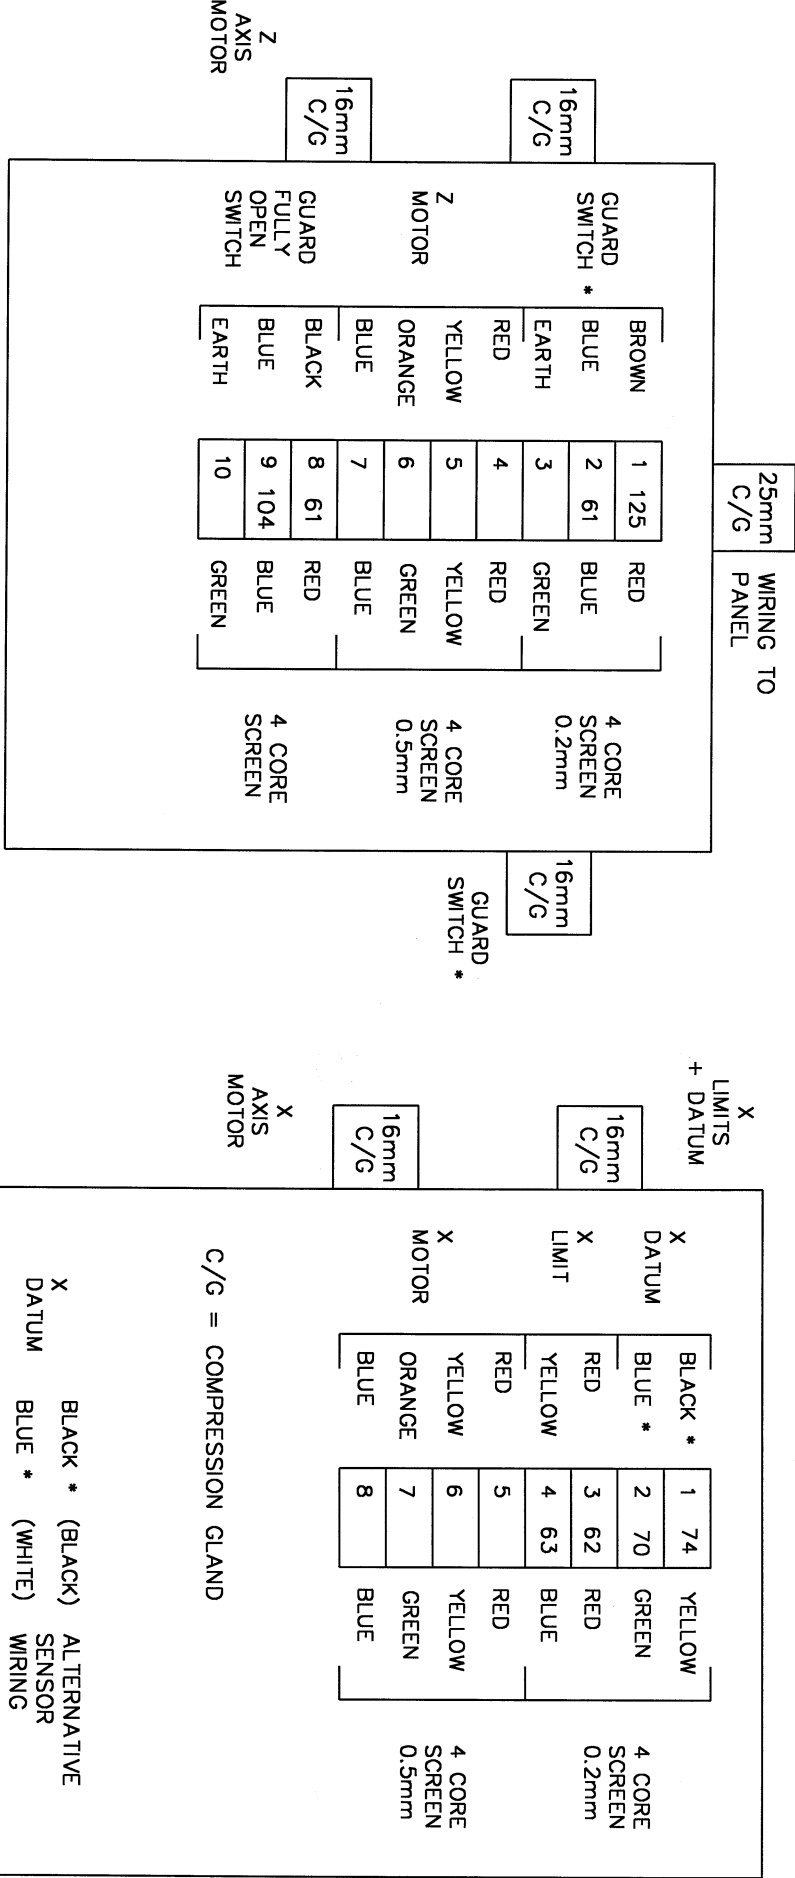 25mm
C/G
WIRING TO
PANEL
16mm
C/G
16mm
C/G
Z
AXIS
MOTOR
GUARD
SWITCH *
Z
MOTOR
GUARD
FULLY
OPEN
SWITCH
BROWN 1 125 RED
BLUE 2 61 BLUE
EARTH 3 GREEN
RED 4 RED
YELLOW 5 YELLOW
ORANGE 6 GREEN
BLUE 7 BLUE
BLACK 8 61 RED
BLUE 9 104 BLUE
EARTH 10 GREEN
4 CORE
SCREEN
0.2mm
4 CORE
SCREEN
0.5mm
4 CORE
SCREEN
16mm
C/G
GUARD
SWITCH *
X
LIMITS
+ DATUM
16mm
C/G
16mm
C/G
X
AXIS
MOTOR
X
DATUM
X
LIMIT
X
MOTOR
BLACK * 1 74 YELLOW
BLUE * 2 70 GREEN
RED 3 62 RED
YELLOW 4 63 BLUE
RED 5 RED
YELLOW 6 YELLOW
ORANGE 7 GREEN
BLUE 8 BLUE
4 CORE
SCREEN
0.2mm
4 CORE
SCREEN
0.5mm
C/G = COMPRESSION GLAND
X
DATUM
BLACK * (BLACK)
BLUE * (WHITE)
ALTERNATIVE
SENSOR
WIRING